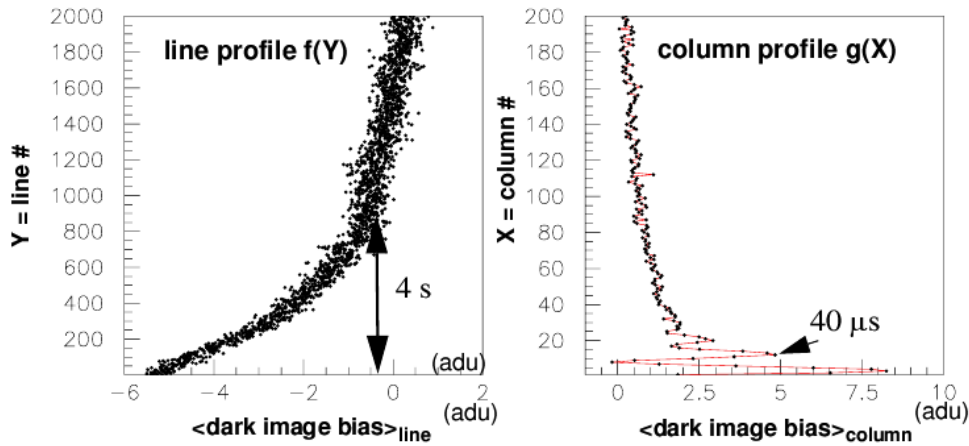 line profile f(Y)
Y = line #
2000
1800
1600
1400
1200
1000
800
600
400
200
4 s
(adu)
−6
−4
−2
0
2
(adu)
<dark image bias>line
column profile g(X)
X = column #
200
180
160
140
120
100
80
60
40
20
40 μs
0
2.5
5
7.5
10
(adu)
<dark image bias>column